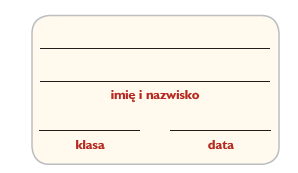 imię i nazwisko
klasa data